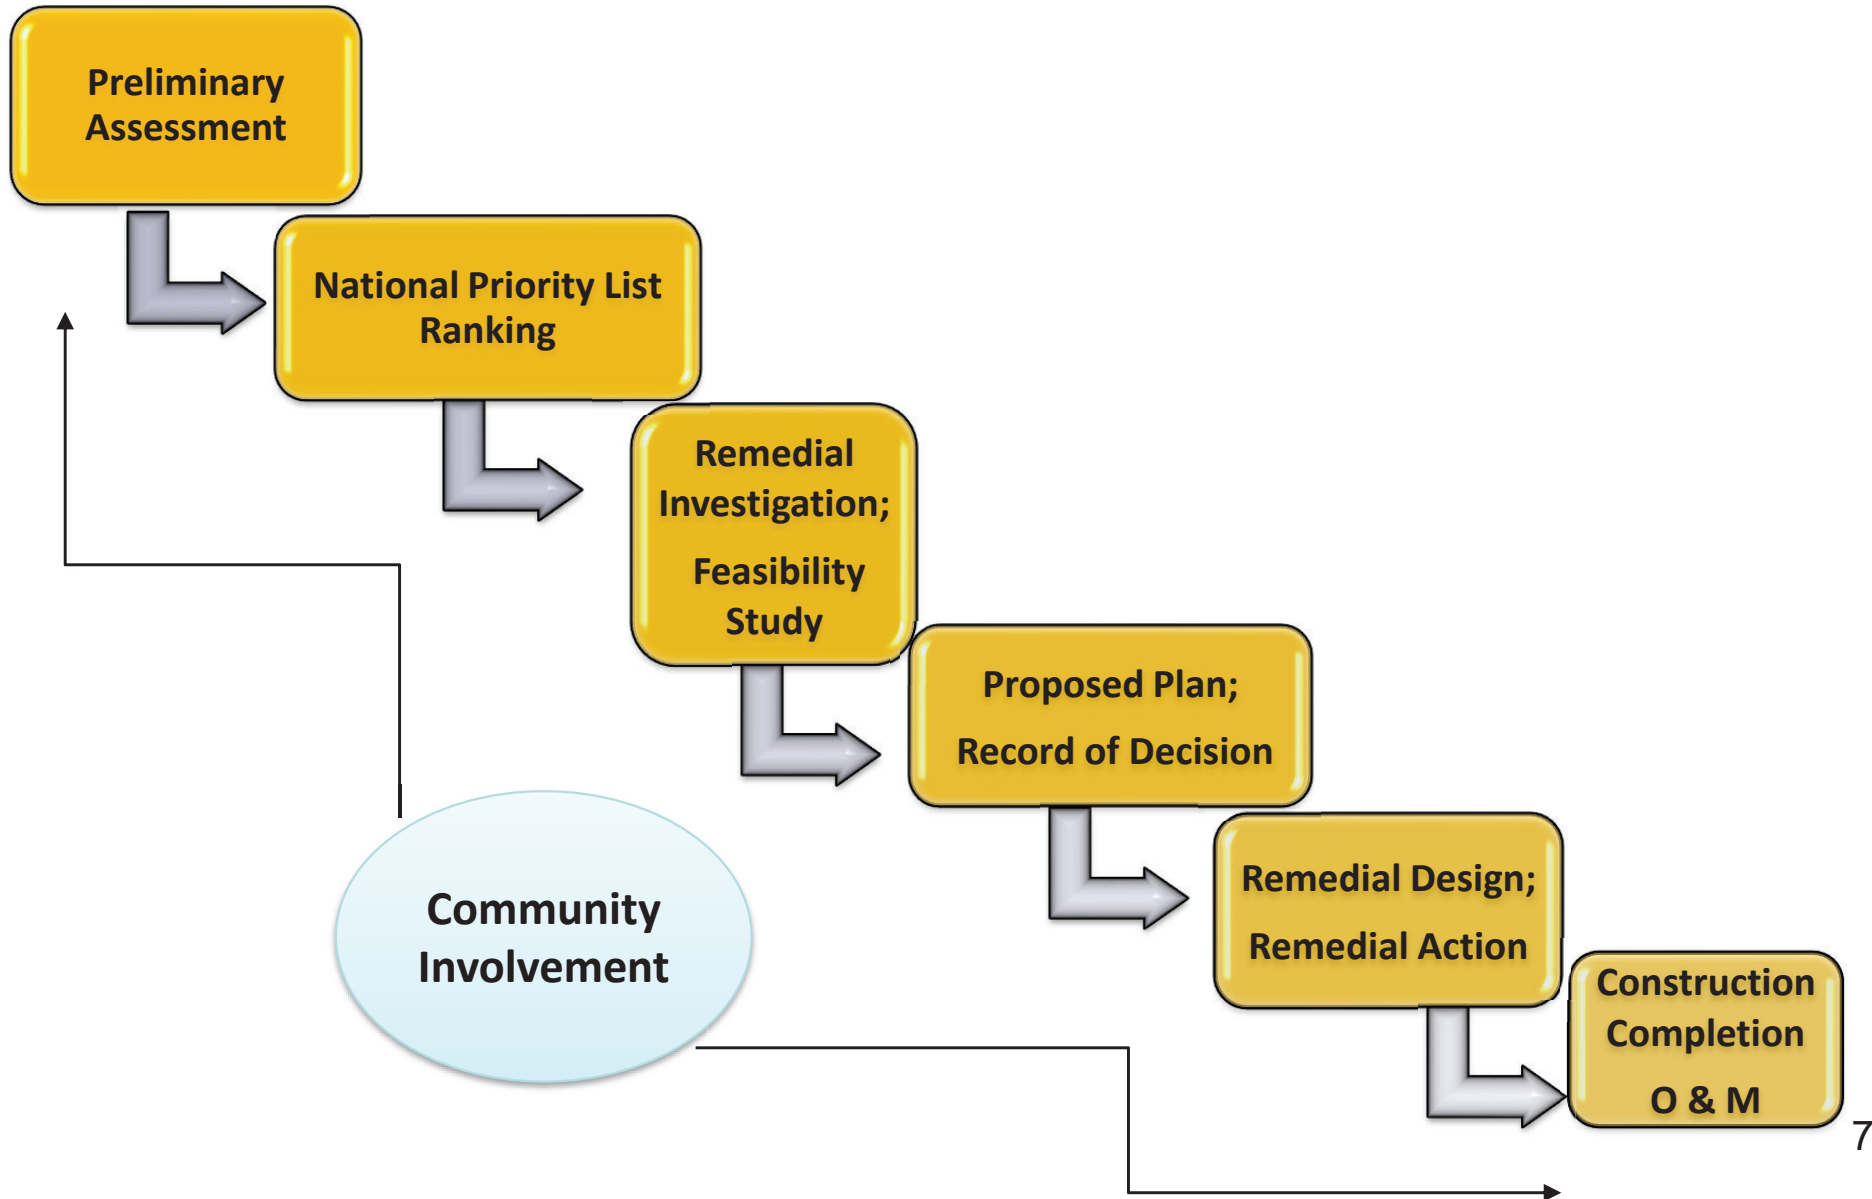 Preliminary
Assessment
National Priority List
Ranking
Remedial
Investigation;
Feasibility
Study
Proposed Plan;
Record of Decision
Remedial Design;
Remedial Action
Construction
Completion
O & M
Community
Involvement
7